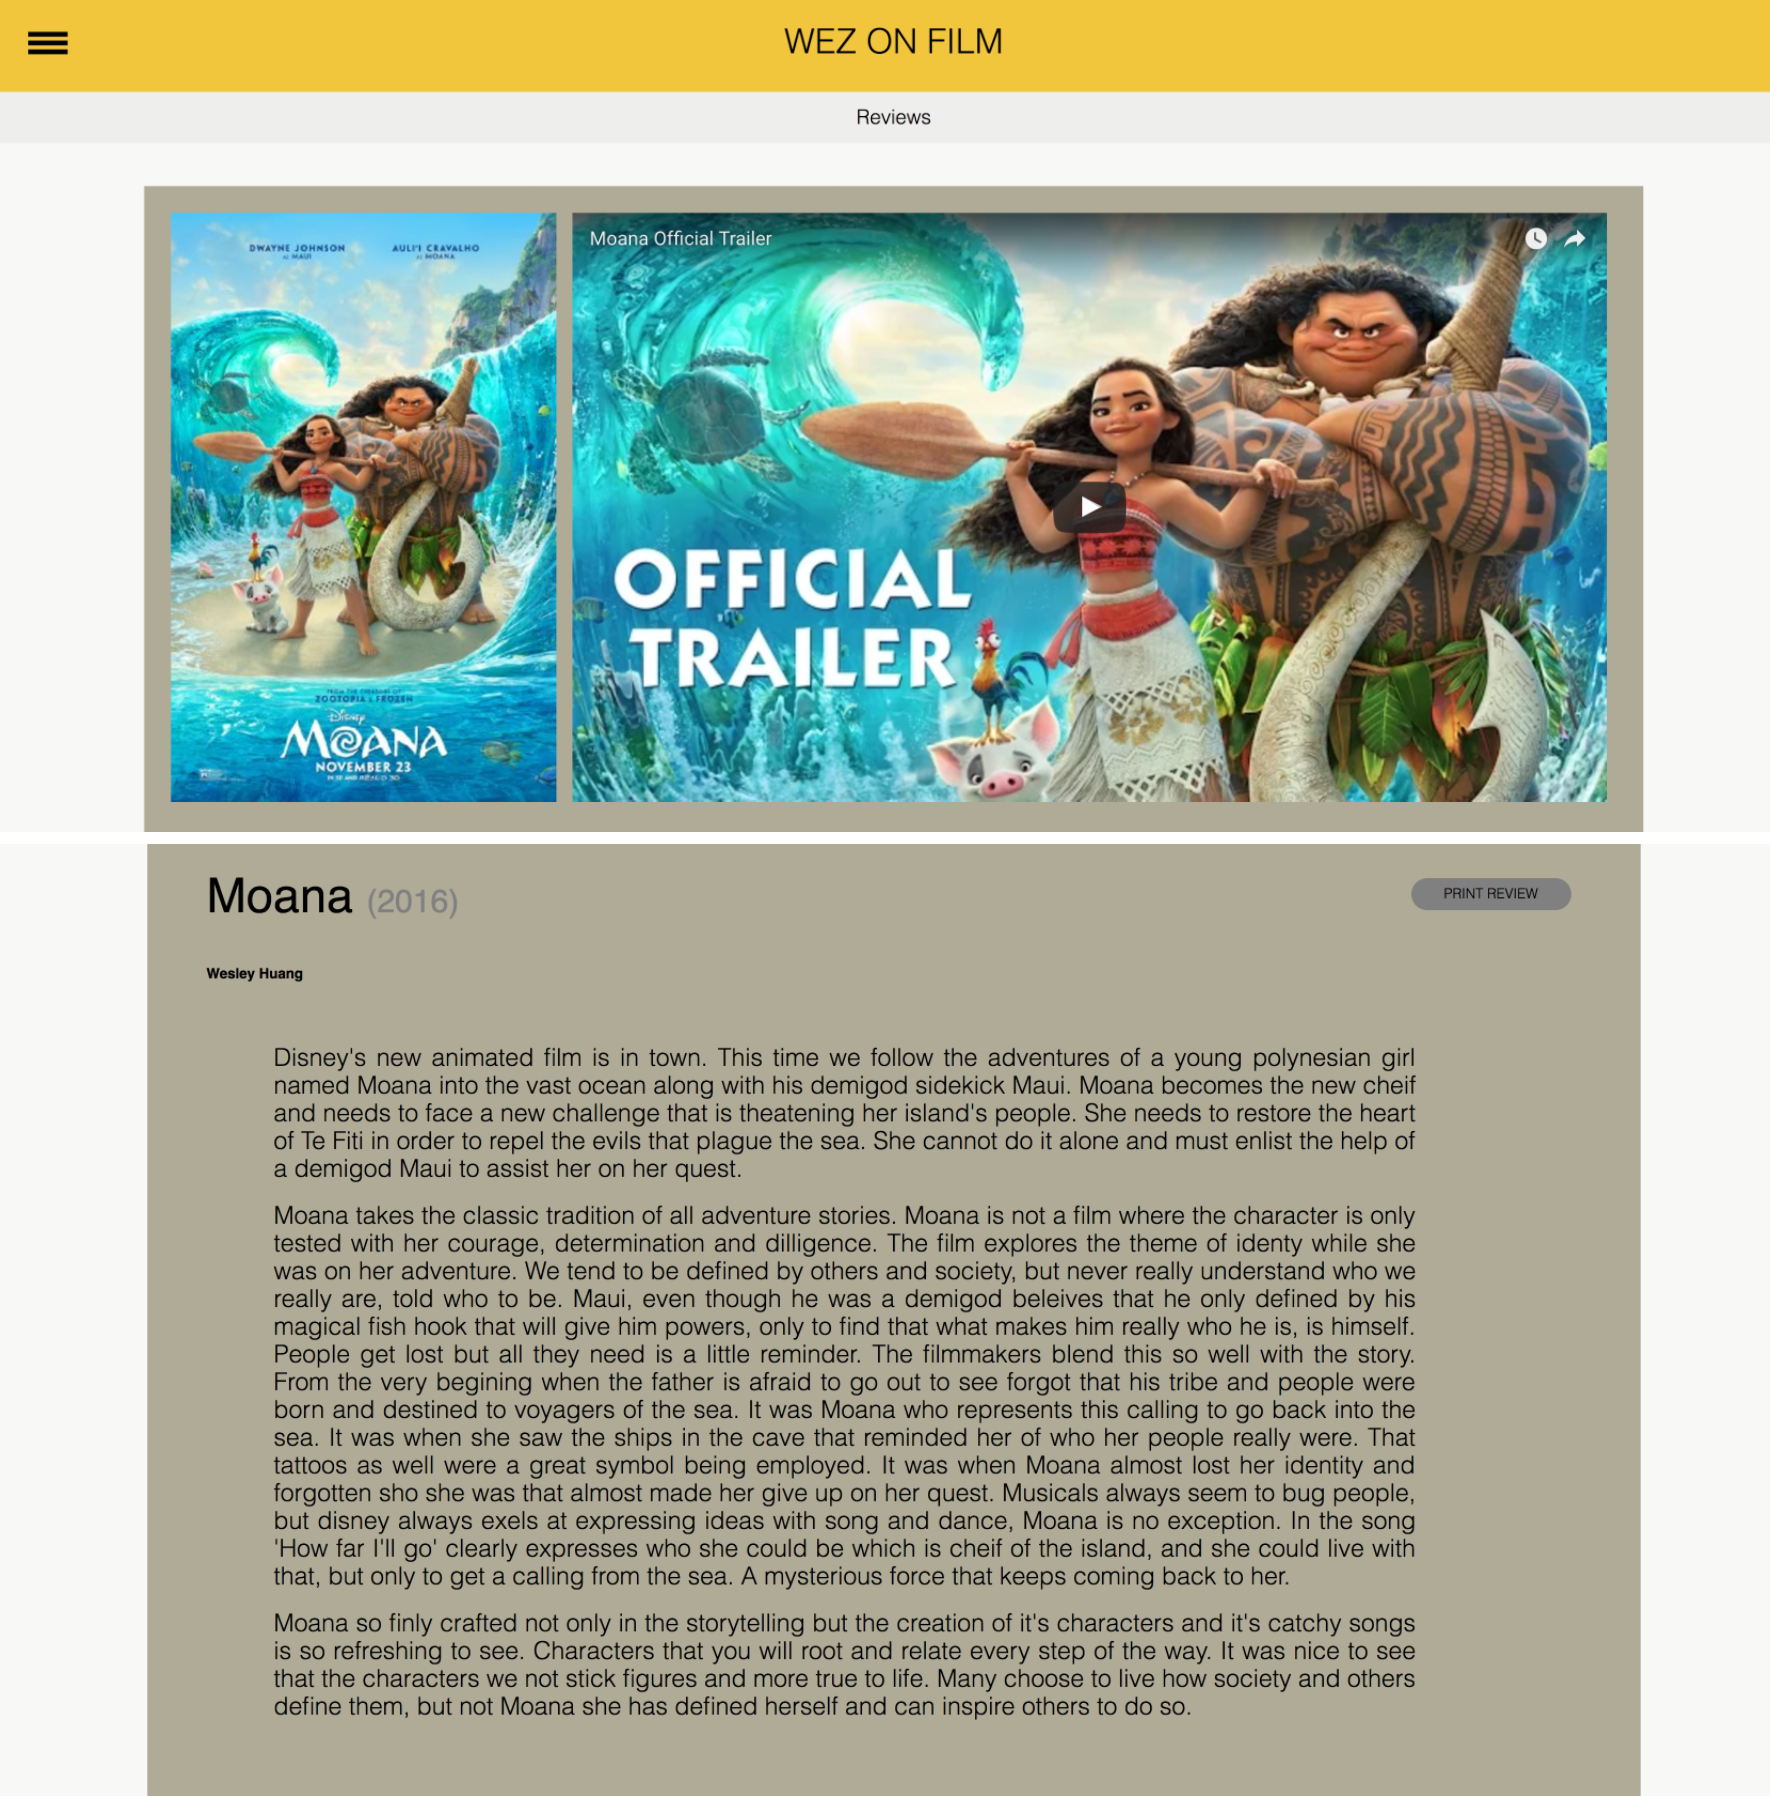 WEZ ON FILM
Reviews
DWAYNE JOHNSON
AS MAUI
AULI'I CRAVALHO
AS MOANA
FROM THE CREATORS OF
ZOOTOPIA & FROZEN
Disney
MOANA
NOVEMBER 23
IN 3D AND REAL D 3D
Moana Official Trailer
OFFICIAL
TRAILER
Moana (2016)
PRINT REVIEW
Wesley Huang
Disney's new animated film is in town. This time we follow the adventures of a young polynesian girl
named Moana into the vast ocean along with his demigod sidekick Maui. Moana becomes the new cheif
and needs to face a new challenge that is theatening her island's people. She needs to restore the heart
of Te Fiti in order to repel the evils that plague the sea. She cannot do it alone and must enlist the help of
a demigod Maui to assist her on her quest.
Moana takes the classic tradition of all adventure stories. Moana is not a film where the character is only
tested with her courage, determination and dilligence. The film explores the theme of identy while she
was on her adventure. We tend to be defined by others and society, but never really understand who we
really are, told who to be. Maui, even though he was a demigod beleives that he only defined by his
magical fish hook that will give him powers, only to find that what makes him really who he is, is himself.
People get lost but all they need is a little reminder. The filmmakers blend this so well with the story.
From the very begining when the father is afraid to go out to see forgot that his tribe and people were
born and destined to voyagers of the sea. It was Moana who represents this calling to go back into the
sea. It was when she saw the ships in the cave that reminded her of who her people really were. That
tattoos as well were a great symbol being employed. It was when Moana almost lost her identity and
forgotten sho she was that almost made her give up on her quest. Musicals always seem to bug people,
but disney always exels at expressing ideas with song and dance, Moana is no exception. In the song
'How far I'll go' clearly expresses who she could be which is cheif of the island, and she could live with
that, but only to get a calling from the sea. A mysterious force that keeps coming back to her.
Moana so finly crafted not only in the storytelling but the creation of it's characters and it's catchy songs
is so refreshing to see. Characters that you will root and relate every step of the way. It was nice to see
that the characters we not stick figures and more true to life. Many choose to live how society and others
define them, but not Moana she has defined herself and can inspire others to do so.